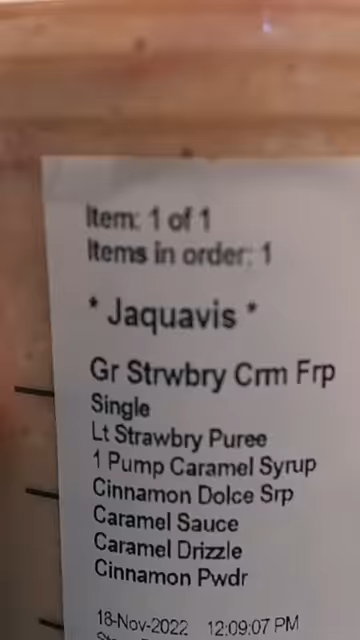 Item: 1 of 1
Items in order: 1
* Jaquavis *
Gr Strwbry Crm Frp
Single
Lt Strawbry Puree
1 Pump Caramel Syrup
Cinnamon Dolce Srp
Caramel Sauce
Caramel Drizzle
Cinnamon Pwdr
18-Nov-2022 12:09:07 PM